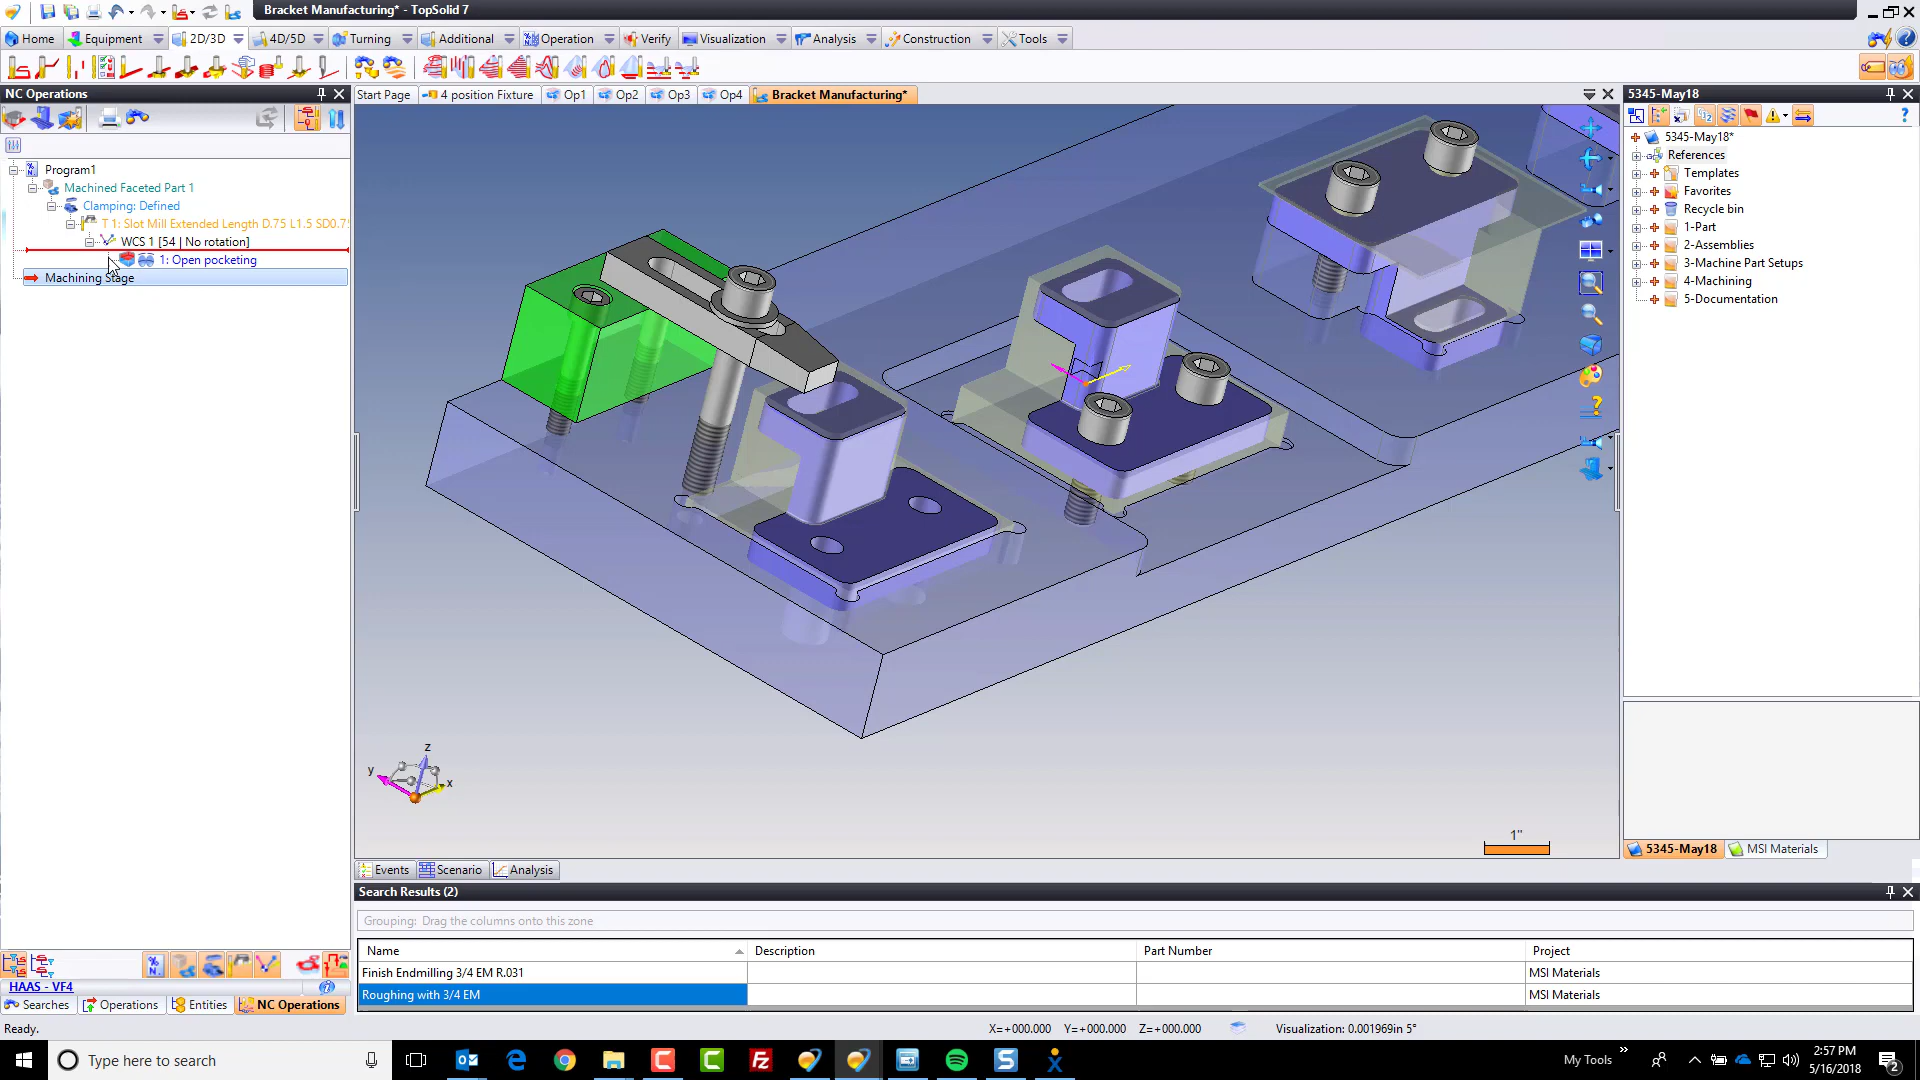 Bracket Manufacturing* - TopSolid 7
Home Equipment 2D/3D 4D/5D Turning Additional Operation Verify Visualization Analysis Construction Tools
NC Operations
Start Page 4 position Fixture Op1 Op2 Op3 Op4 Bracket Manufacturing*
5345-May18
Program1
Machined Faceted Part 1
Clamping: Defined
T 1: Slot Mill Extended Length D.75 L1.5 SD0.75
WCS 1 [54 | No rotation]
1: Open pocketing
Machining Stage
5345-May18*
References
Templates
Favorites
Recycle bin
1-Part
2-Assemblies
3-Machine Part Setups
4-Machining
5-Documentation
z
y
x
1"
5345-May18 MSI Materials
Events Scenario Analysis
Search Results (2)
Grouping: Drag the columns onto this zone
Name Description Part Number Project
Finish Endmilling 3/4 EM R.031 MSI Materials
Roughing with 3/4 EM MSI Materials
HAAS - VF4
Searches Operations Entities NC Operations
Ready.
X=+000.000 Y=+000.000 Z=+000.000 Visualization: 0.001969in 5°
Type here to search
My Tools
2:57 PM
5/16/2018
2